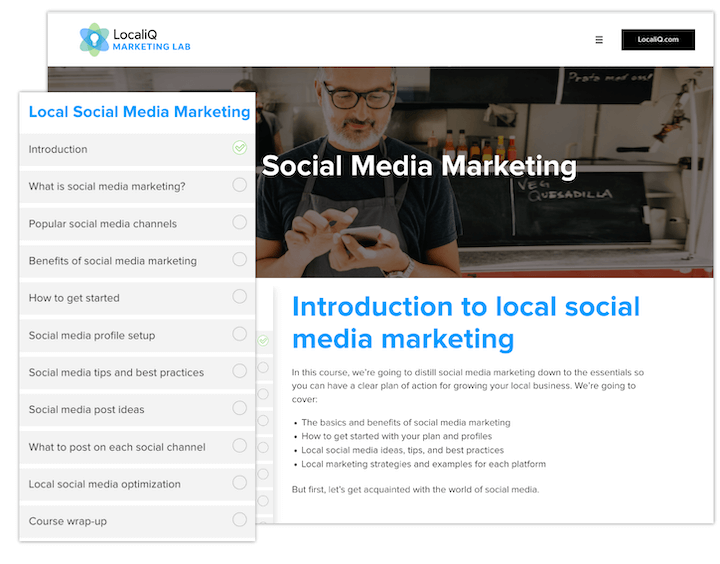 LocaliQ
MARKETING LAB
☰
LocaliQ.com
Local Social Media Marketing
Introduction
What is social media marketing?
Popular social media channels
Benefits of social media marketing
How to get started
Social media profile setup
Social media tips and best practices
Social media post ideas
What to post on each social channel
Local social media optimization
Course wrap-up
Social Media Marketing
VEG
QUESADILLA
Introduction to local social
media marketing
In this course, we’re going to distill social media marketing down to the essentials so
you can have a clear plan of action for growing your local business. We’re going to
cover:
• The basics and benefits of social media marketing
• How to get started with your plan and profiles
• Local social media ideas, tips, and best practices
• Local marketing strategies and examples for each platform
But first, let’s get acquainted with the world of social media.